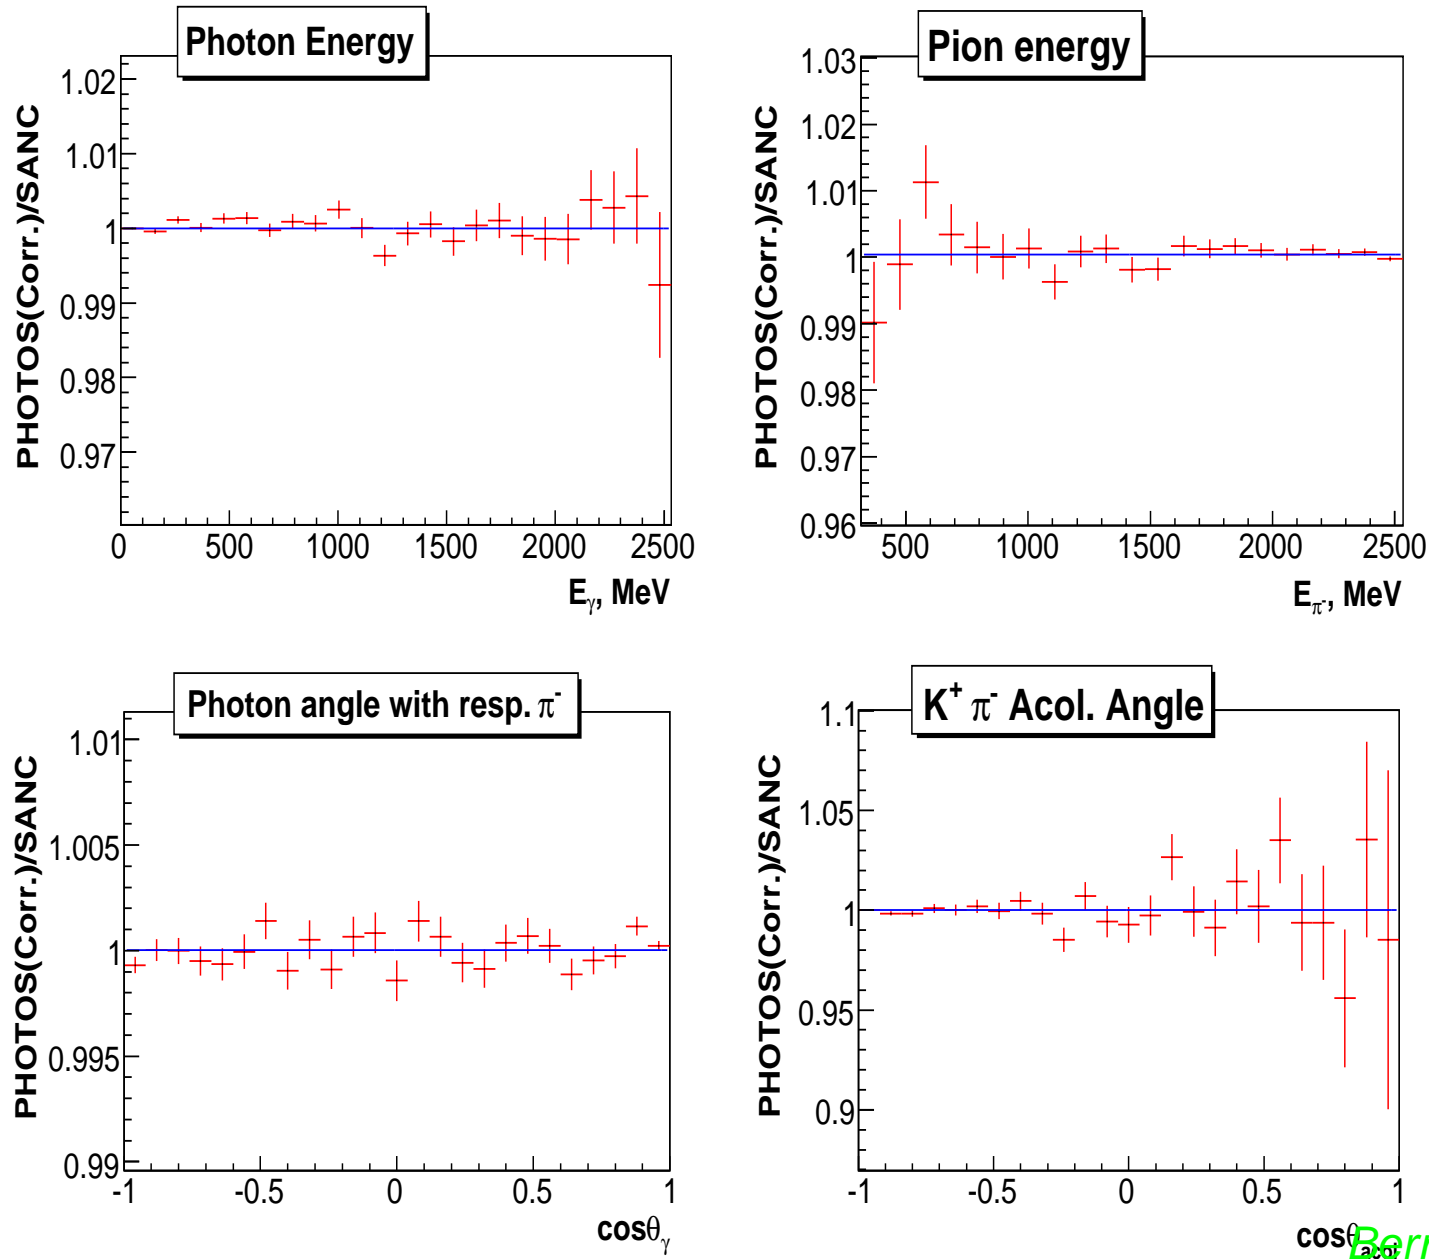 Photon Energy
PHOTOS(Corr.)/SANC
1.02
1.01
1
0.99
0.98
0.97
0 500 1000 1500 2000 2500
Eγ, MeV
Pion energy
PHOTOS(Corr.)/SANC
1.03
1.02
1.01
1
0.99
0.98
0.97
0.96
500 1000 1500 2000 2500
Eπ-, MeV
Photon angle with resp. π-
PHOTOS(Corr.)/SANC
1.01
1.005
1
0.995
0.99
-1 -0.5 0 0.5 1
cosθγ
K+ π- Acol. Angle
PHOTOS(Corr.)/SANC
1.1
1.05
1
0.95
0.9
-1 -0.5 0 0.5 1
cosθacol